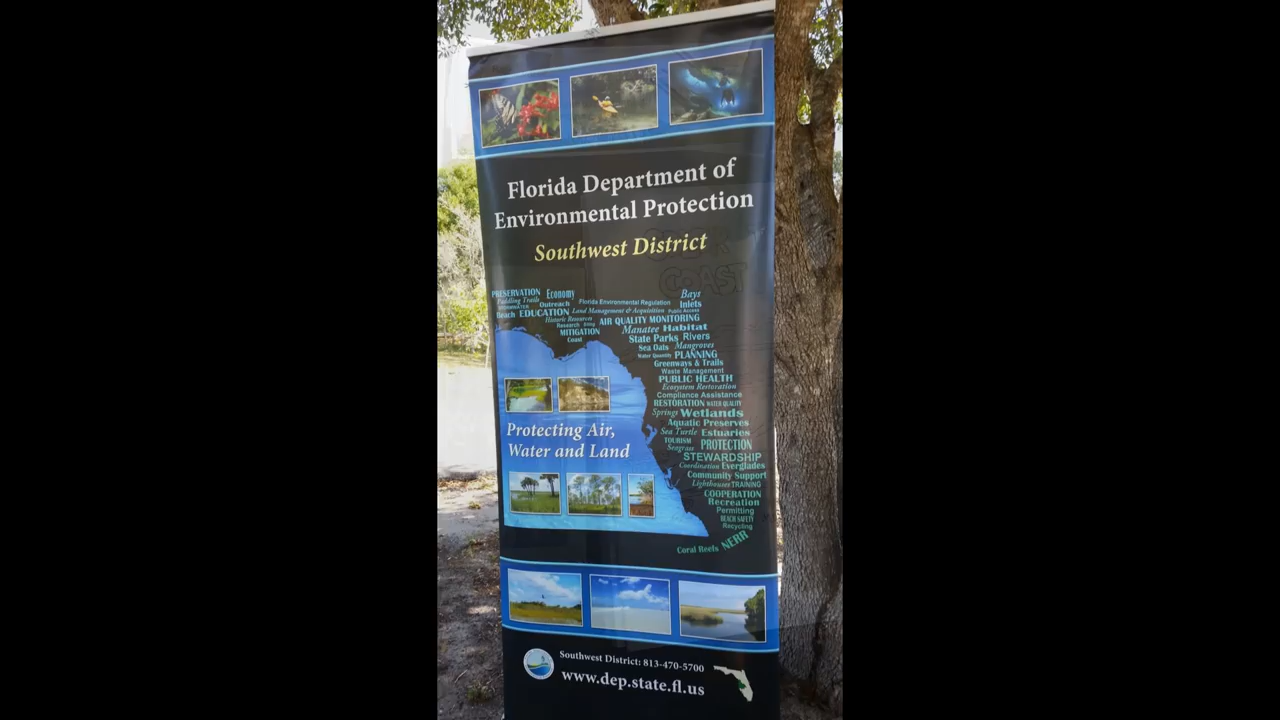 Florida Department of
Environmental Protection
Southwest District
PRESERVATION Economy
Paddling Trails
Outreach
Beach EDUCATION
Florida Environmental Regulation
Land Management & Acquisition Public Access
Historic Resources
Research
MITIGATION
Coast
Bays
Inlets
AIR QUALITY MONITORING
Manatee Habitat
State Parks Rivers
Sea Oats Mangroves
Water Quantity PLANNING
Greenways & Trails
Waste Management
PUBLIC HEALTH
Ecosystem Restoration
Compliance Assistance
RESTORATION WATER QUALITY
Springs Wetlands
Aquatic Preserves
Sea Turtle Estuaries
TOURISM
Seagrass PROTECTION
STEWARDSHIP
Coordination Everglades
Community Support
Lighthouses TRAINING
COOPERATION
Recreation
Permitting
BEACH SAFETY
Recycling
Coral Reefs NERR
Protecting Air,
Water and Land
Southwest District: 813-470-5700
www.dep.state.fl.us